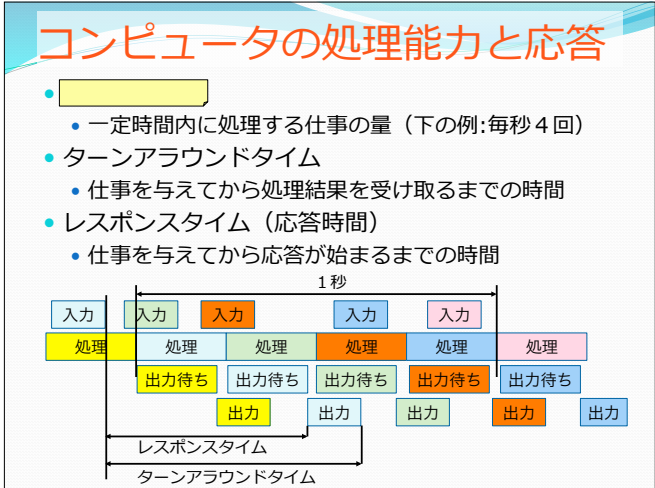 コンピュータの処理能力と応答
• 一定時間内に処理する仕事の量（下の例:毎秒４回）
• ターンアラウンドタイム
• 仕事を与えてから処理結果を受け取るまでの時間
• レスポンスタイム（応答時間）
• 仕事を与えてから応答が始まるまでの時間
１秒
入力 入力 入力 入力 入力
処理 処理 処理 処理 処理 処理
出力待ち 出力待ち 出力待ち 出力待ち 出力待ち
出力 出力 出力 出力 出力
レスポンスタイム
ターンアラウンドタイム